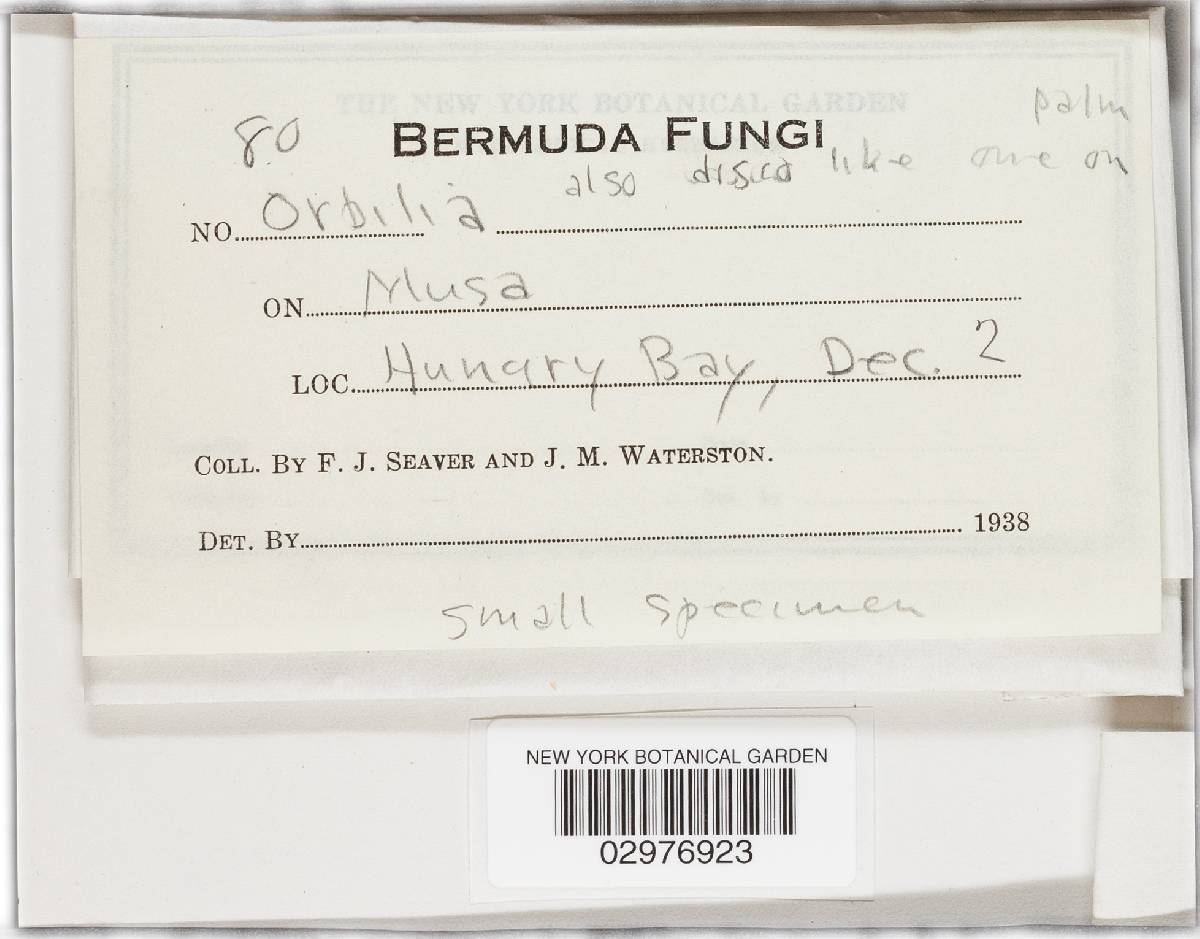 THE NEW YORK BOTANICAL GARDEN
palm
80 BERMUDA FUNGI
also like one on
NO. Orbilia
ON Musa
LOC. Hungry Bay, Dec. 2
COLL. BY F. J. SEAVER AND J. M. WATERSTON.
DET. BY 1938
small specimen
NEW YORK BOTANICAL GARDEN
02976923